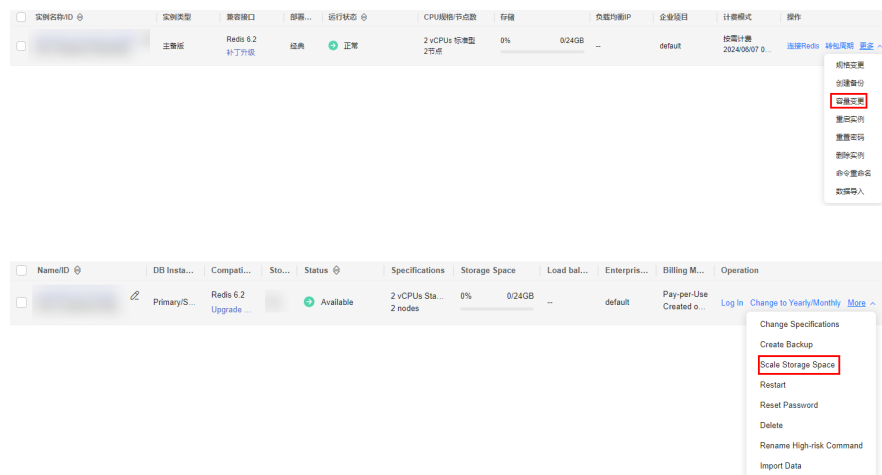 实例名称/ID 实例类型 兼容接口 部署... 运行状态 CPU规格/节点数 存储 负载均衡IP 企业项目 计费模式 操作
主备版 Redis 6.2 经典 正常 2 vCPUs 标准型 0% 0/24GB -- default 按需计费 连接Redis 转包周期 更多
补丁升级 2节点 2024/06/07 0...
规格变更
创建备份
容量变更
重启实例
重置密码
删除实例
命令重命名
数据导入
Name/ID DB Insta... Compati... Sto... Status Specifications Storage Space Load bal... Enterpris... Billing M... Operation
Primary/S... Redis 6.2 Available 2 vCPUs Sta... 0% 0/24GB -- default Pay-per-Use Log In Change to Yearly/Monthly More
Upgrade ... 2 nodes Created o...
Change Specifications
Create Backup
Scale Storage Space
Restart
Reset Password
Delete
Rename High-risk Command
Import Data